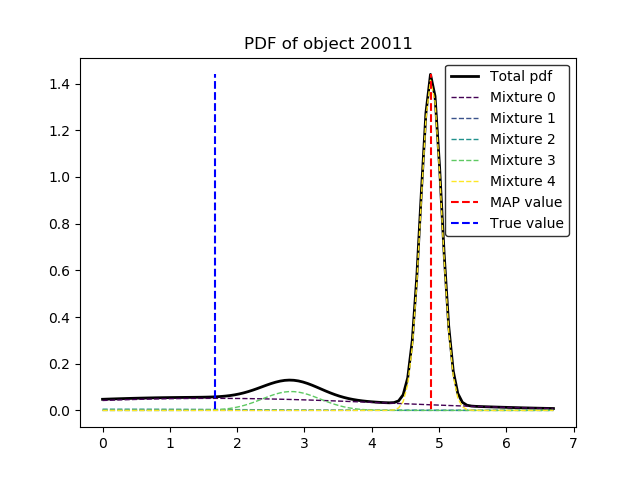 PDF of object 20011
1.4
1.2
1.0
0.8
0.6
0.4
0.2
0.0
0 1 2 3 4 5 6 7
Total pdf
Mixture 0
Mixture 1
Mixture 2
Mixture 3
Mixture 4
MAP value
True value